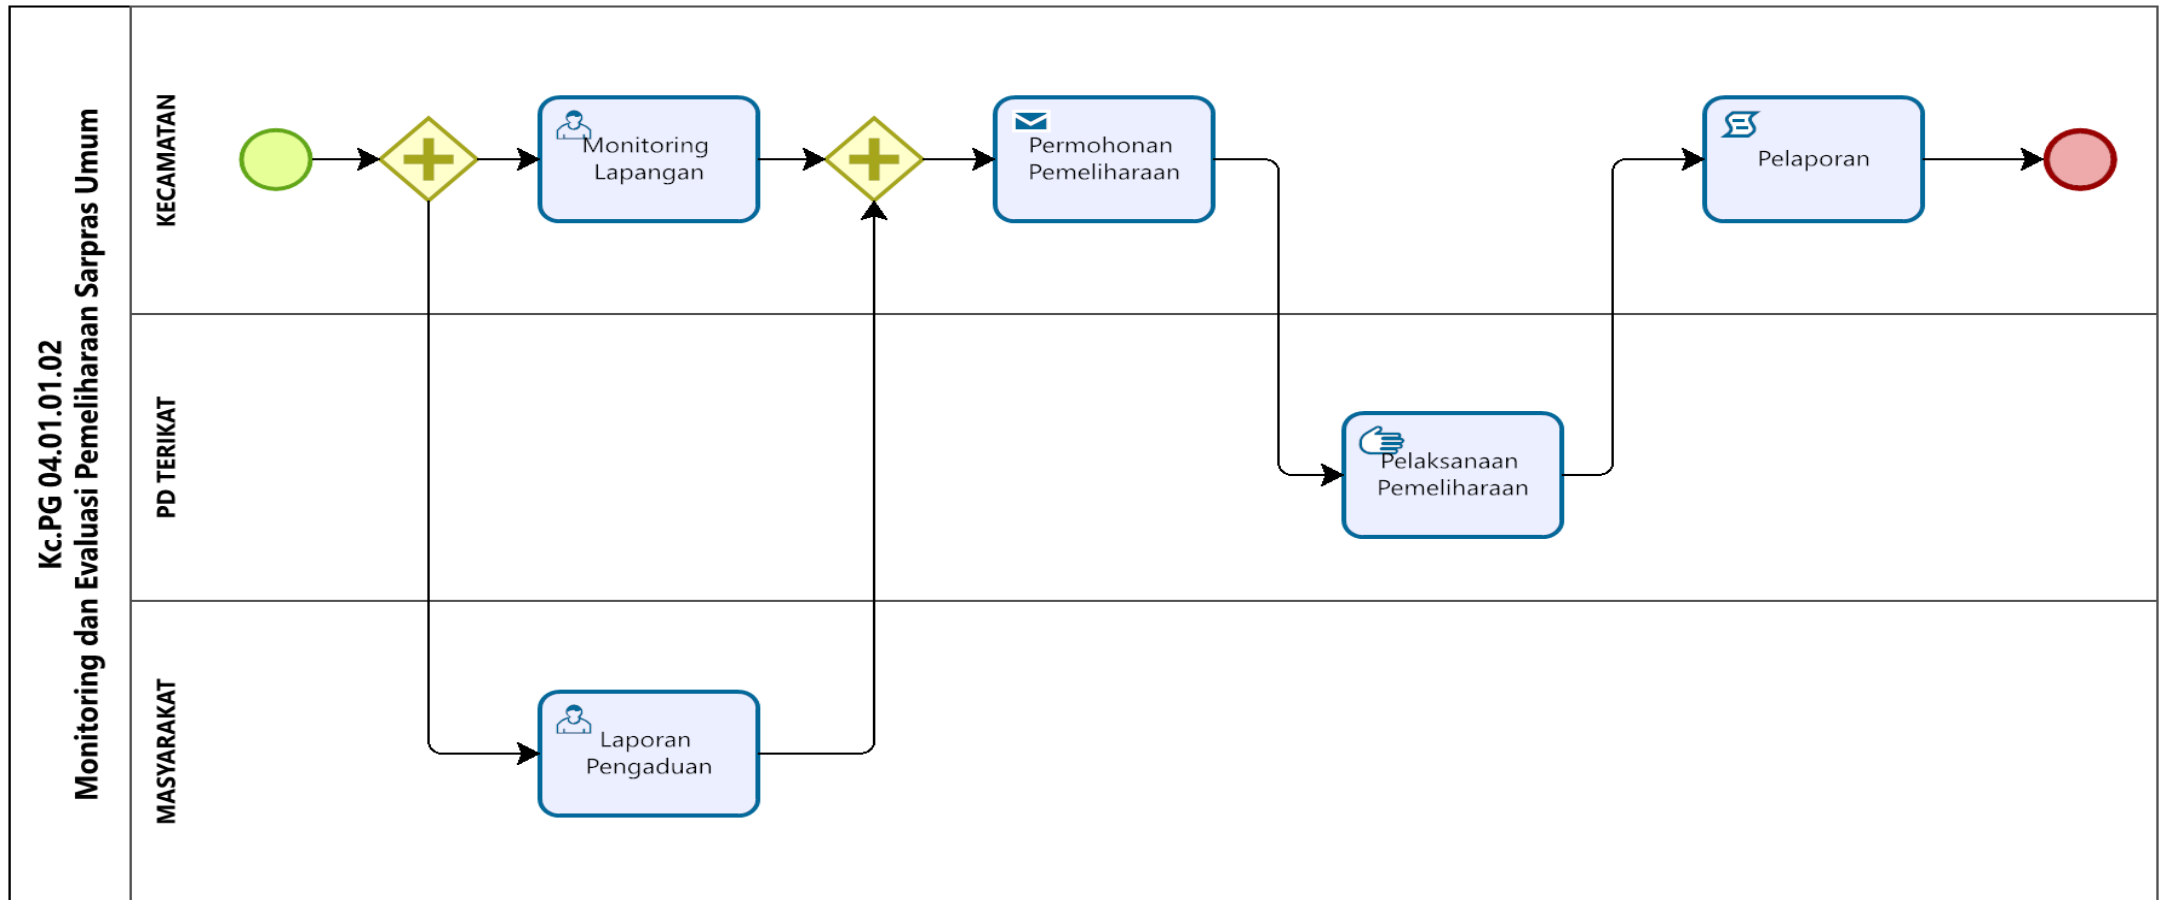 Kc.PG 04.01.01.02
Monitoring dan Evaluasi Pemeliharaan Sarpras Umum
KECAMATAN
Monitoring
Lapangan
Permohonan
Pemeliharaan
Pelaporan
PD TERIKAT
Pelaksanaan
Pemeliharaan
MASYARAKAT
Laporan
Pengaduan